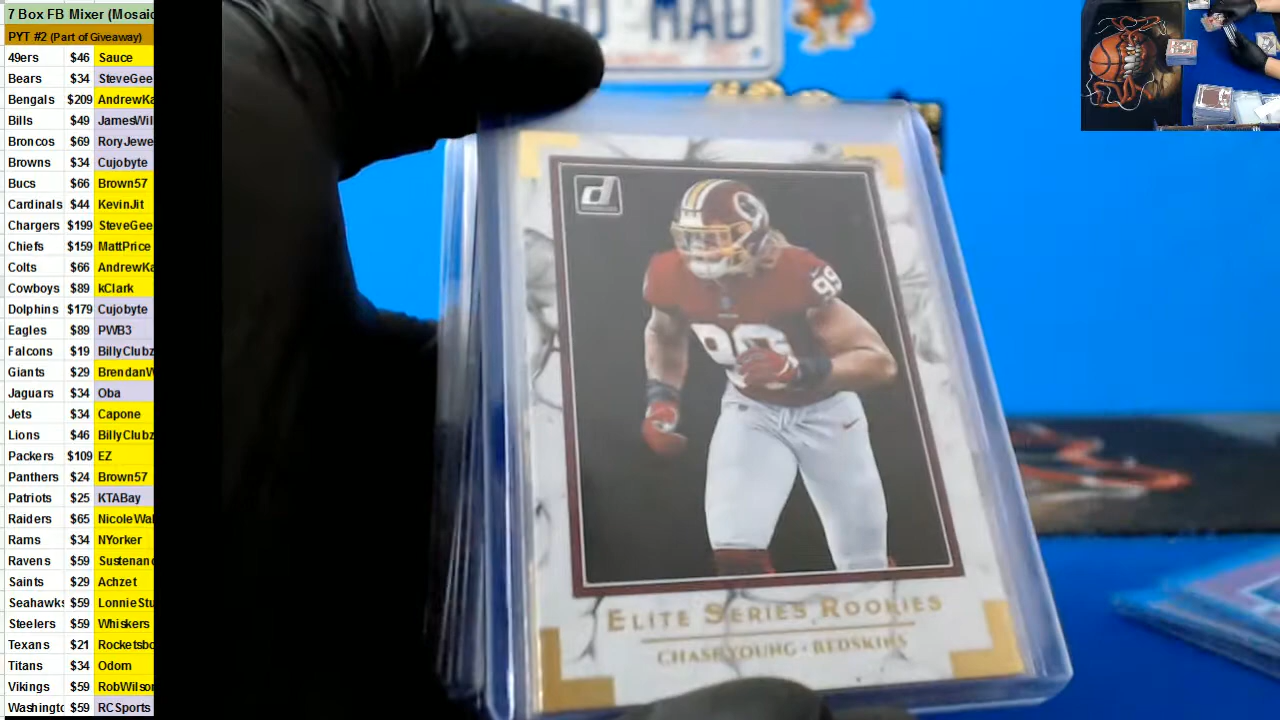 7 Box FB Mixer (Mosaic
PYT #2 (Part of Giveaway)
49ers $46 Sauce
Bears $34 SteveGee
Bengals $209 AndrewKa
Bills $49 JamesWil
Broncos $69 RoryJewe
Browns $34 Cujobyte
Bucs $66 Brown57
Cardinals $44 KevinJit
Chargers $199 SteveGee
Chiefs $159 MattPrice
Colts $66 AndrewKa
Cowboys $89 kClark
Dolphins $179 Cujobyte
Eagles $89 PWB3
Falcons $19 BillyClubz
Giants $29 BrendanW
Jaguars $34 Oba
Jets $34 Capone
Lions $46 BillyClubz
Packers $109 EZ
Panthers $24 Brown57
Patriots $25 KTABay
Raiders $65 NicoleWal
Rams $34 NYorker
Ravens $59 Sustenanc
Saints $29 Achzet
Seahawks $59 LonnieStu
Steelers $59 Whiskers
Texans $21 Rocketsbo
Titans $34 Odom
Vikings $59 RobWilson
Washingto $59 RCSports
MAD
d
99
99
ELITE SERIES ROOKIES
CHASE YOUNG · REDSKINS